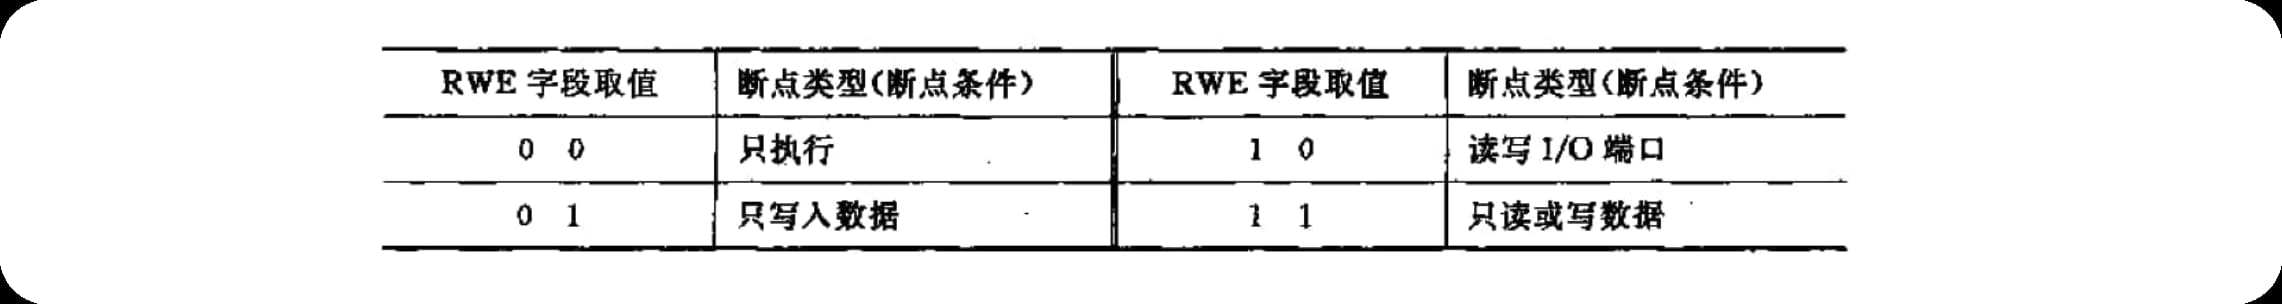 RWE 字段取值 断点类型(断点条件) RWE 字段取值 断点类型(断点条件)
0 0 只执行 1 0 读写 I/O 端口
0 1 只写入数据 1 1 只读或写数据